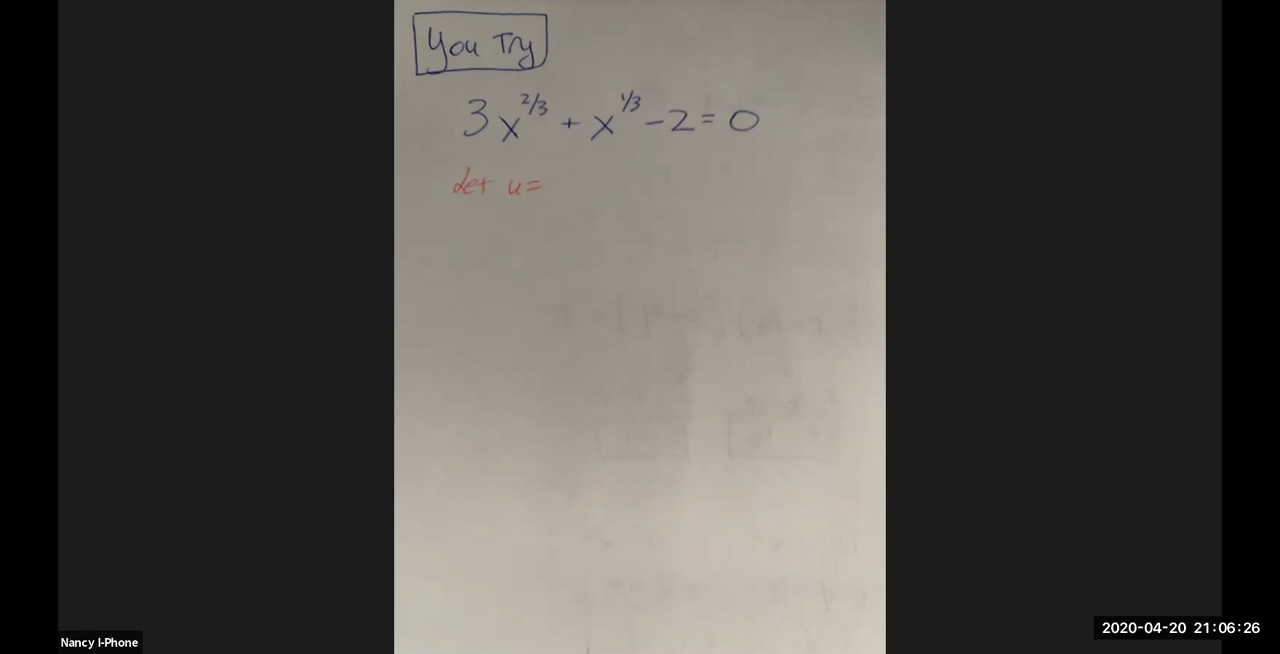 You Try
3x^{2/3} + x^{1/3} - 2 = 0
Let u=
Nancy I-Phone
2020-04-20 21:06:26